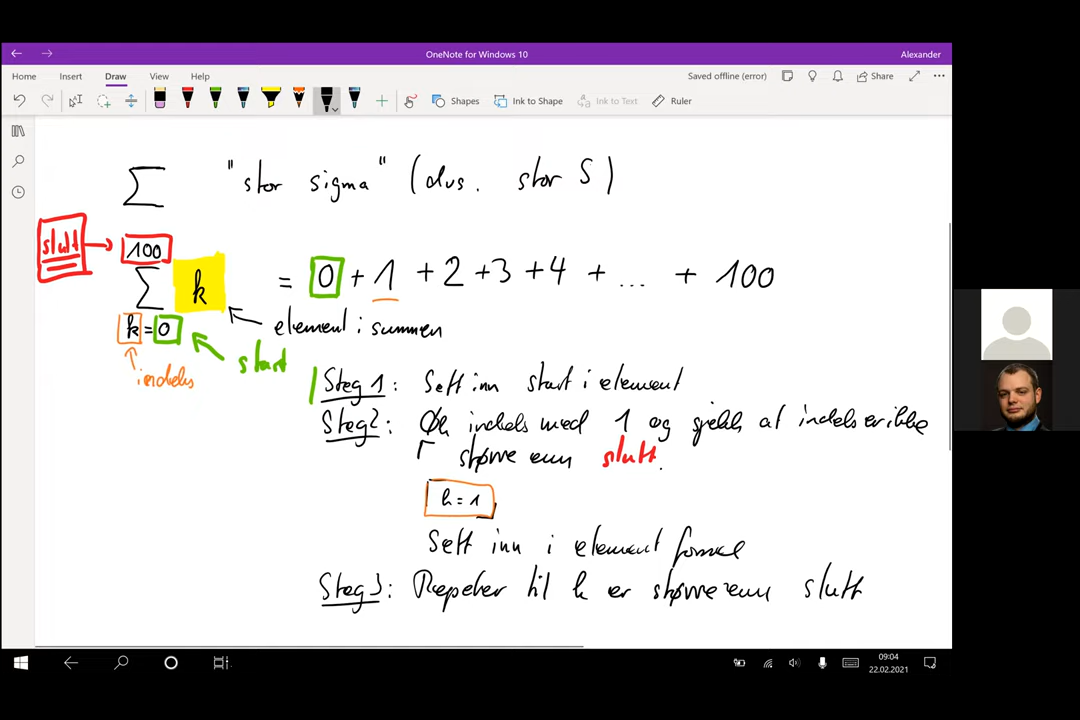 OneNote for Windows 10
Alexander
Home Insert Draw View Help
Saved offline (error) Share
Shapes Ink to Shape Ink to Text Ruler
∑ "stor sigma" (dvs. stor S)
slutt
100
∑ k = 0 + 1 + 2 + 3 + 4 + ... + 100
k = 0
element i summen
start
indeks
Steg 1: Sett inn start i element
Steg 2: Øk indeks med 1 og sjekk at indeks er ikke
større enn slutt.
k = 1
Sett inn i element formel
Steg 3: Repeter til k er større enn slutt
09:04
22.02.2021